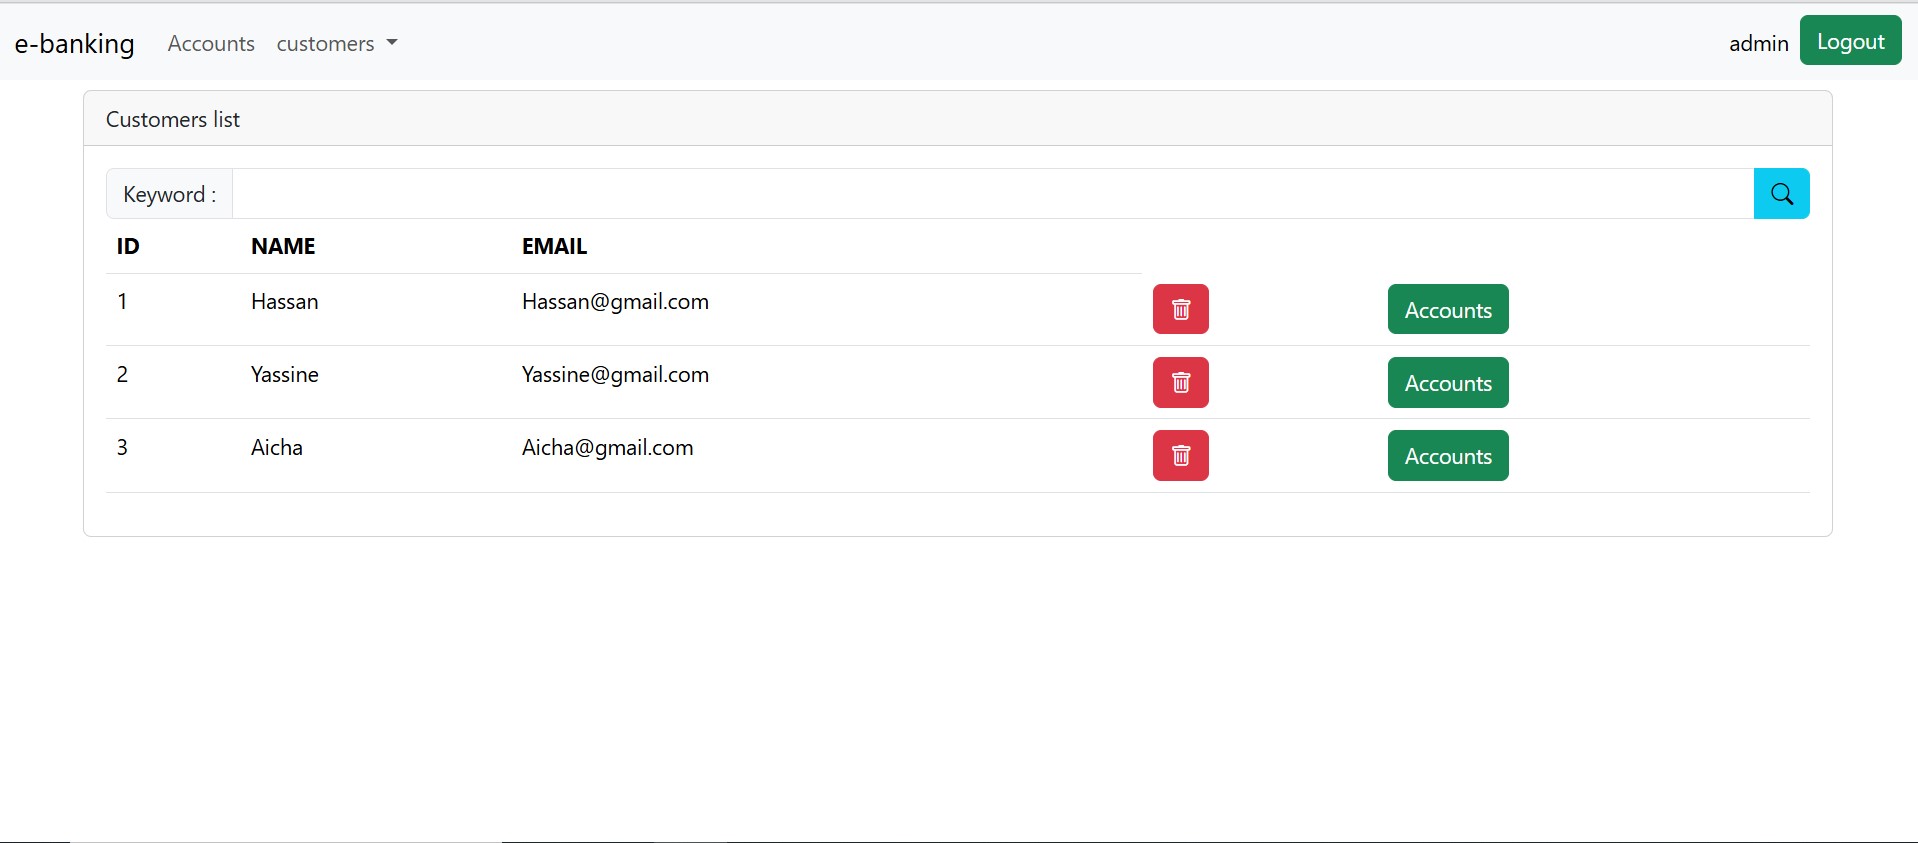 e-banking Accounts customers admin Logout
Customers list
Keyword :
ID NAME EMAIL
1 Hassan Hassan@gmail.com Accounts
2 Yassine Yassine@gmail.com Accounts
3 Aicha Aicha@gmail.com Accounts